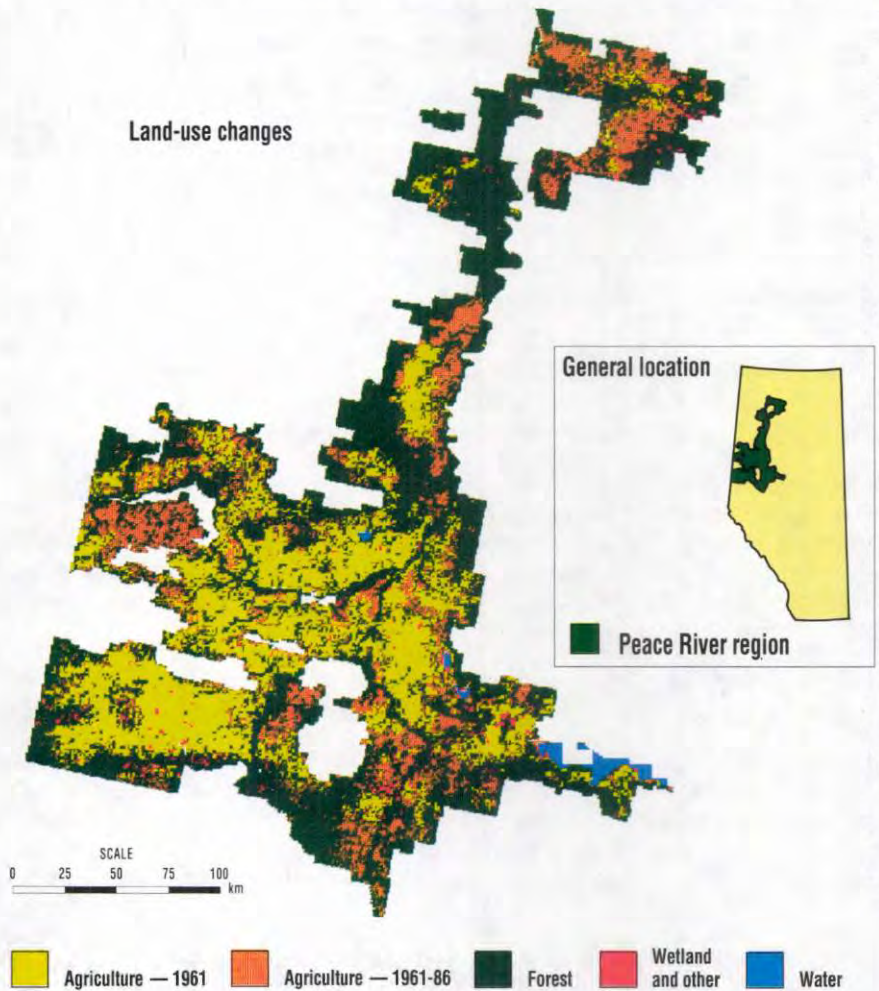 Land-use changes
General location
Peace River region
SCALE
0 25 50 75 100
km
Agriculture — 1961
Agriculture — 1961-86
Forest
Wetland
and other
Water